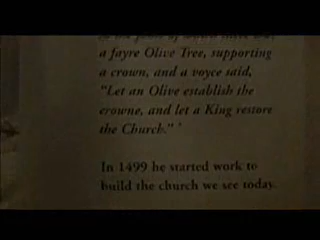 a fayre Olive Tree, supporting
a crown, and a voyce said,
"Let an Olive establish the
crowne, and let a King restore
the Church."
In 1499 he started work to
build the church we see today.